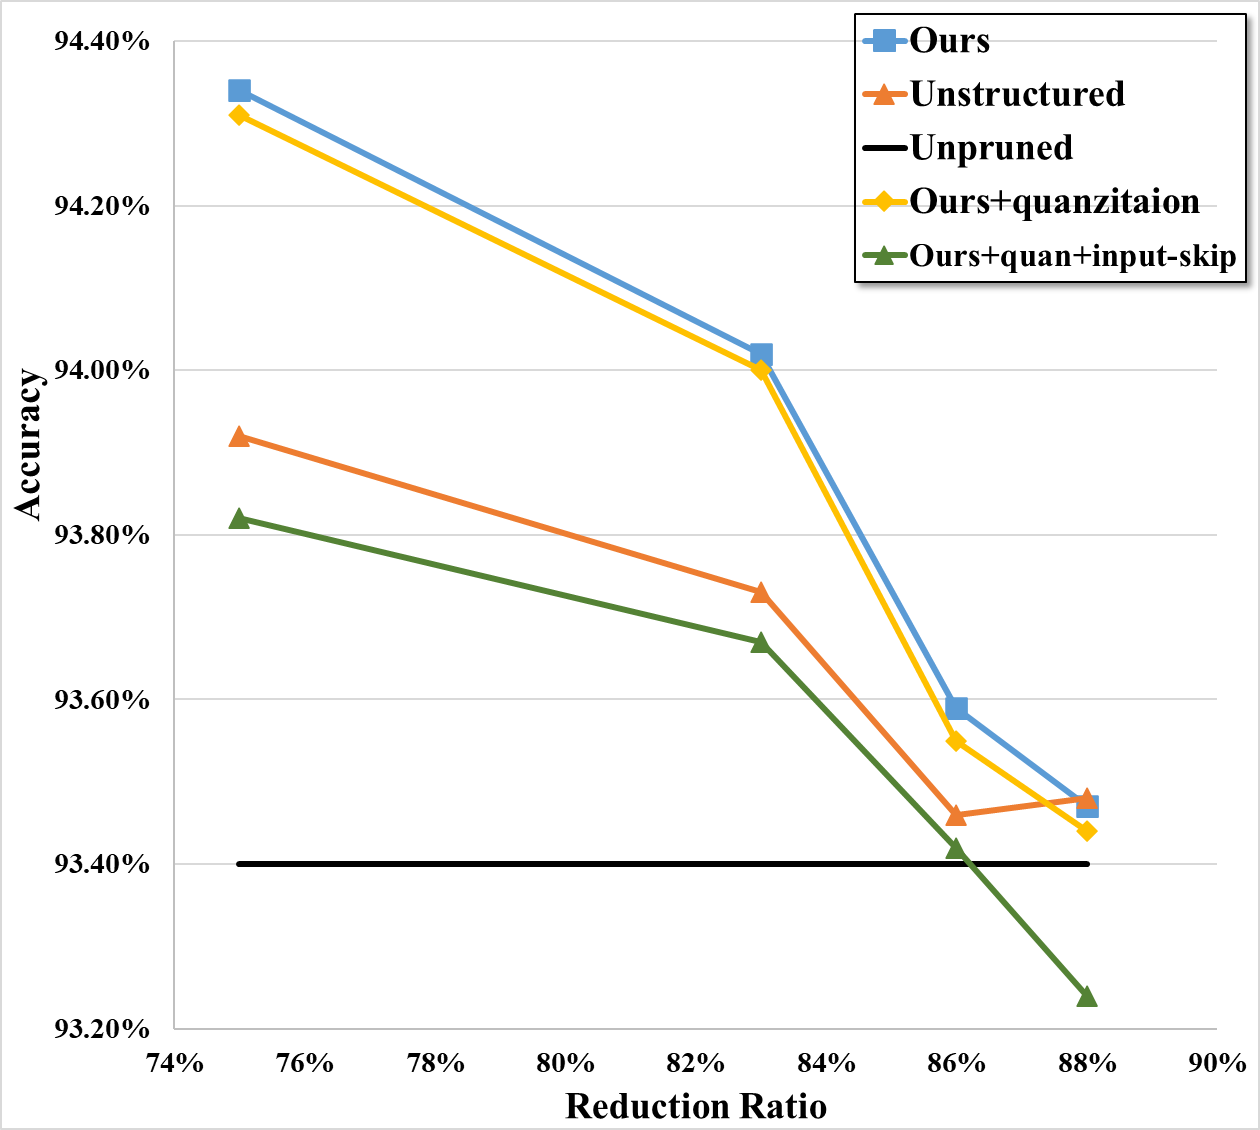 94.40%
94.20%
94.00%
93.80%
93.60%
93.40%
93.20%
Accuracy
Ours
Unstructured
Unpruned
Ours+quanzitaion
Ours+quan+input-skip
74% 76% 78% 80% 82% 84% 86% 88% 90%
Reduction Ratio